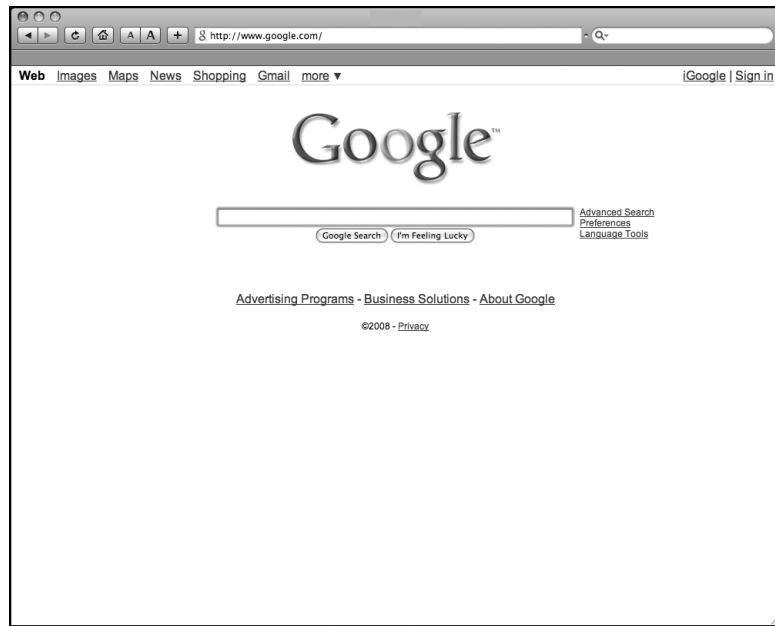 A A + http://www.google.com/ Q
Web Images Maps News Shopping Gmail more ▼ iGoogle | Sign in
Google™
Advanced Search
Preferences
Language Tools
Google Search I'm Feeling Lucky
Advertising Programs - Business Solutions - About Google
©2008 - Privacy